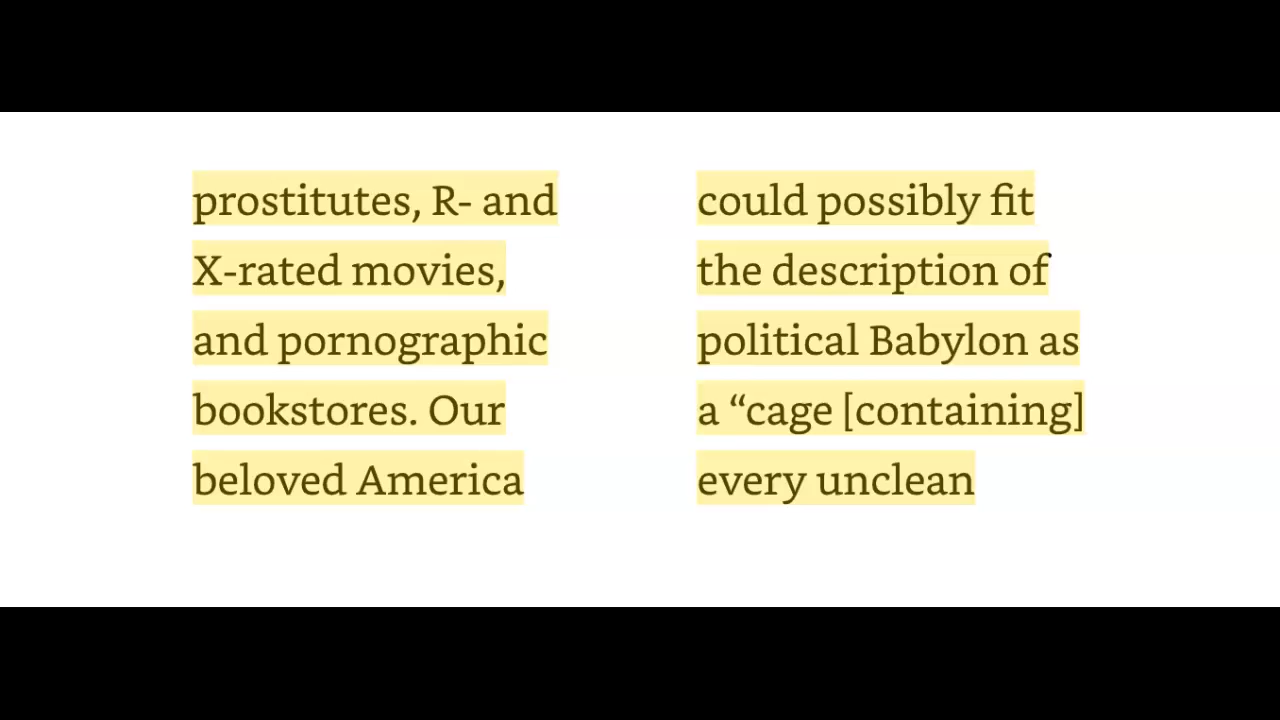 prostitutes, R- and
X-rated movies,
and pornographic
bookstores. Our
beloved America
could possibly fit
the description of
political Babylon as
a “cage [containing]
every unclean